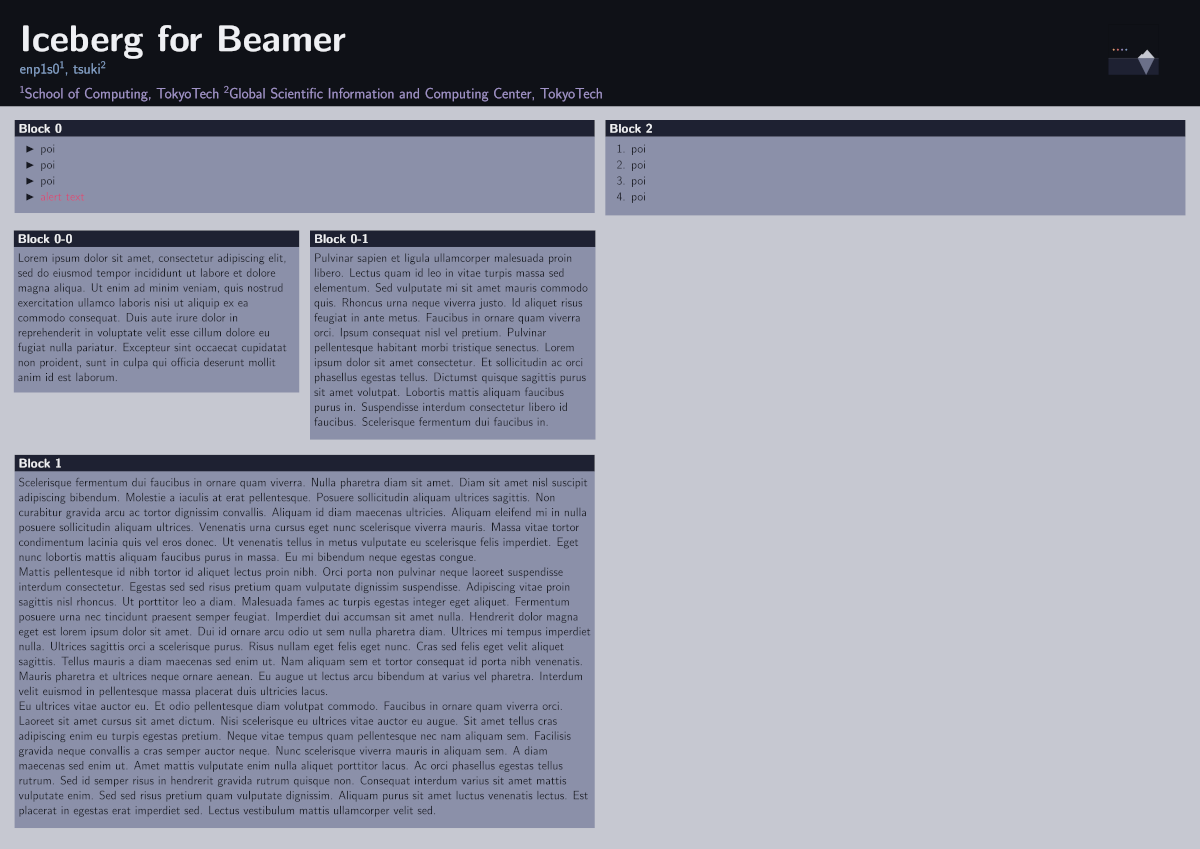 Iceberg for Beamer
enp1s0¹, tsuki²
¹School of Computing, TokyoTech ²Global Scientific Information and Computing Center, TokyoTech
Block 0
► poi
► poi
► poi
► alert text
Block 0-0
Lorem ipsum dolor sit amet, consectetur adipiscing elit,
sed do eiusmod tempor incididunt ut labore et dolore
magna aliqua. Ut enim ad minim veniam, quis nostrud
exercitation ullamco laboris nisi ut aliquip ex ea
commodo consequat. Duis aute irure dolor in
reprehenderit in voluptate velit esse cillum dolore eu
fugiat nulla pariatur. Excepteur sint occaecat cupidatat
non proident, sunt in culpa qui officia deserunt mollit
anim id est laborum.
Block 0-1
Pulvinar sapien et ligula ullamcorper malesuada proin
libero. Lectus quam id leo in vitae turpis massa sed
elementum. Sed vulputate mi sit amet mauris commodo
quis. Rhoncus urna neque viverra justo. Id aliquet risus
feugiat in ante metus. Faucibus in ornare quam viverra
orci. Ipsum consequat nisl vel pretium. Pulvinar
pellentesque habitant morbi tristique senectus. Lorem
ipsum dolor sit amet consectetur. Et sollicitudin ac orci
phasellus egestas tellus. Dictumst quisque sagittis purus
sit amet volutpat. Lobortis mattis aliquam faucibus
purus in. Suspendisse interdum consectetur libero id
faucibus. Scelerisque fermentum dui faucibus in.
Block 1
Scelerisque fermentum dui faucibus in ornare quam viverra. Nulla pharetra diam sit amet. Diam sit amet nisl suscipit
adipiscing bibendum. Molestie a iaculis at erat pellentesque. Posuere sollicitudin aliquam ultrices sagittis. Non
curabitur gravida arcu ac tortor dignissim convallis. Aliquam id diam maecenas ultricies. Aliquam eleifend mi in nulla
posuere sollicitudin aliquam ultrices. Venenatis urna cursus eget nunc scelerisque viverra mauris. Massa vitae tortor
condimentum lacinia quis vel eros donec. Ut venenatis tellus in metus vulputate eu scelerisque felis imperdiet. Eget
nunc lobortis mattis aliquam faucibus purus in massa. Eu mi bibendum neque egestas congue.
Mattis pellentesque id nibh tortor id aliquet lectus proin nibh. Orci porta non pulvinar neque laoreet suspendisse
interdum consectetur. Egestas sed sed risus pretium quam vulputate dignissim suspendisse. Adipiscing vitae proin
sagittis nisl rhoncus. Ut porttitor leo a diam. Malesuada fames ac turpis egestas integer eget aliquet. Fermentum
posuere urna nec tincidunt praesent semper feugiat. Imperdiet dui accumsan sit amet nulla. Hendrerit dolor magna
eget est lorem ipsum dolor sit amet. Dui id ornare arcu odio ut sem nulla pharetra diam. Ultrices mi tempus imperdiet
nulla. Ultrices sagittis orci a scelerisque purus. Risus nullam eget felis eget nunc. Cras sed felis eget velit aliquet
sagittis. Tellus mauris a diam maecenas sed enim ut. Nam aliquam sem et tortor consequat id porta nibh venenatis.
Mauris pharetra et ultrices neque ornare aenean. Eu augue ut lectus arcu bibendum at varius vel pharetra. Interdum
velit euismod in pellentesque massa placerat duis ultricies lacus.
Eu ultrices vitae auctor eu. Et odio pellentesque diam volutpat commodo. Faucibus in ornare quam viverra orci.
Laoreet sit amet cursus sit amet dictum. Nisi scelerisque eu ultrices vitae auctor eu augue. Sit amet tellus cras
adipiscing enim eu turpis egestas pretium. Neque vitae tempus quam pellentesque nec nam aliquam sem. Facilisis
gravida neque convallis a cras semper auctor neque. Nunc scelerisque viverra mauris in aliquam sem. A diam
maecenas sed enim ut. Amet mattis vulputate enim nulla aliquet porttitor lacus. Ac orci phasellus egestas tellus
rutrum. Sed id semper risus in hendrerit gravida rutrum quisque non. Consequat interdum varius sit amet mattis
vulputate enim. Sed sed risus pretium quam vulputate dignissim. Aliquam purus sit amet luctus venenatis lectus. Est
placerat in egestas erat imperdiet sed. Lectus vestibulum mattis ullamcorper velit sed.
Block 2
1. poi
2. poi
3. poi
4. poi